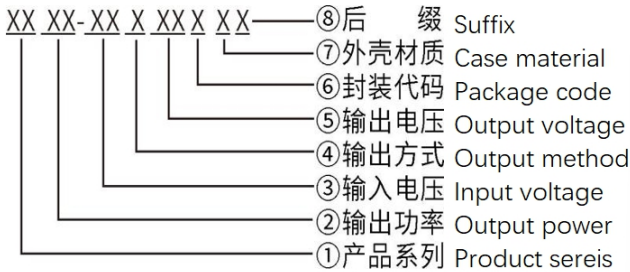 XX XX-XX X XX X X X ⑧后 缀 Suffix
⑦外壳材质 Case material
⑥封装代码 Package code
⑤输出电压 Output voltage
④输出方式 Output method
③输入电压 Input voltage
②输出功率 Output power
①产品系列 Product sereis